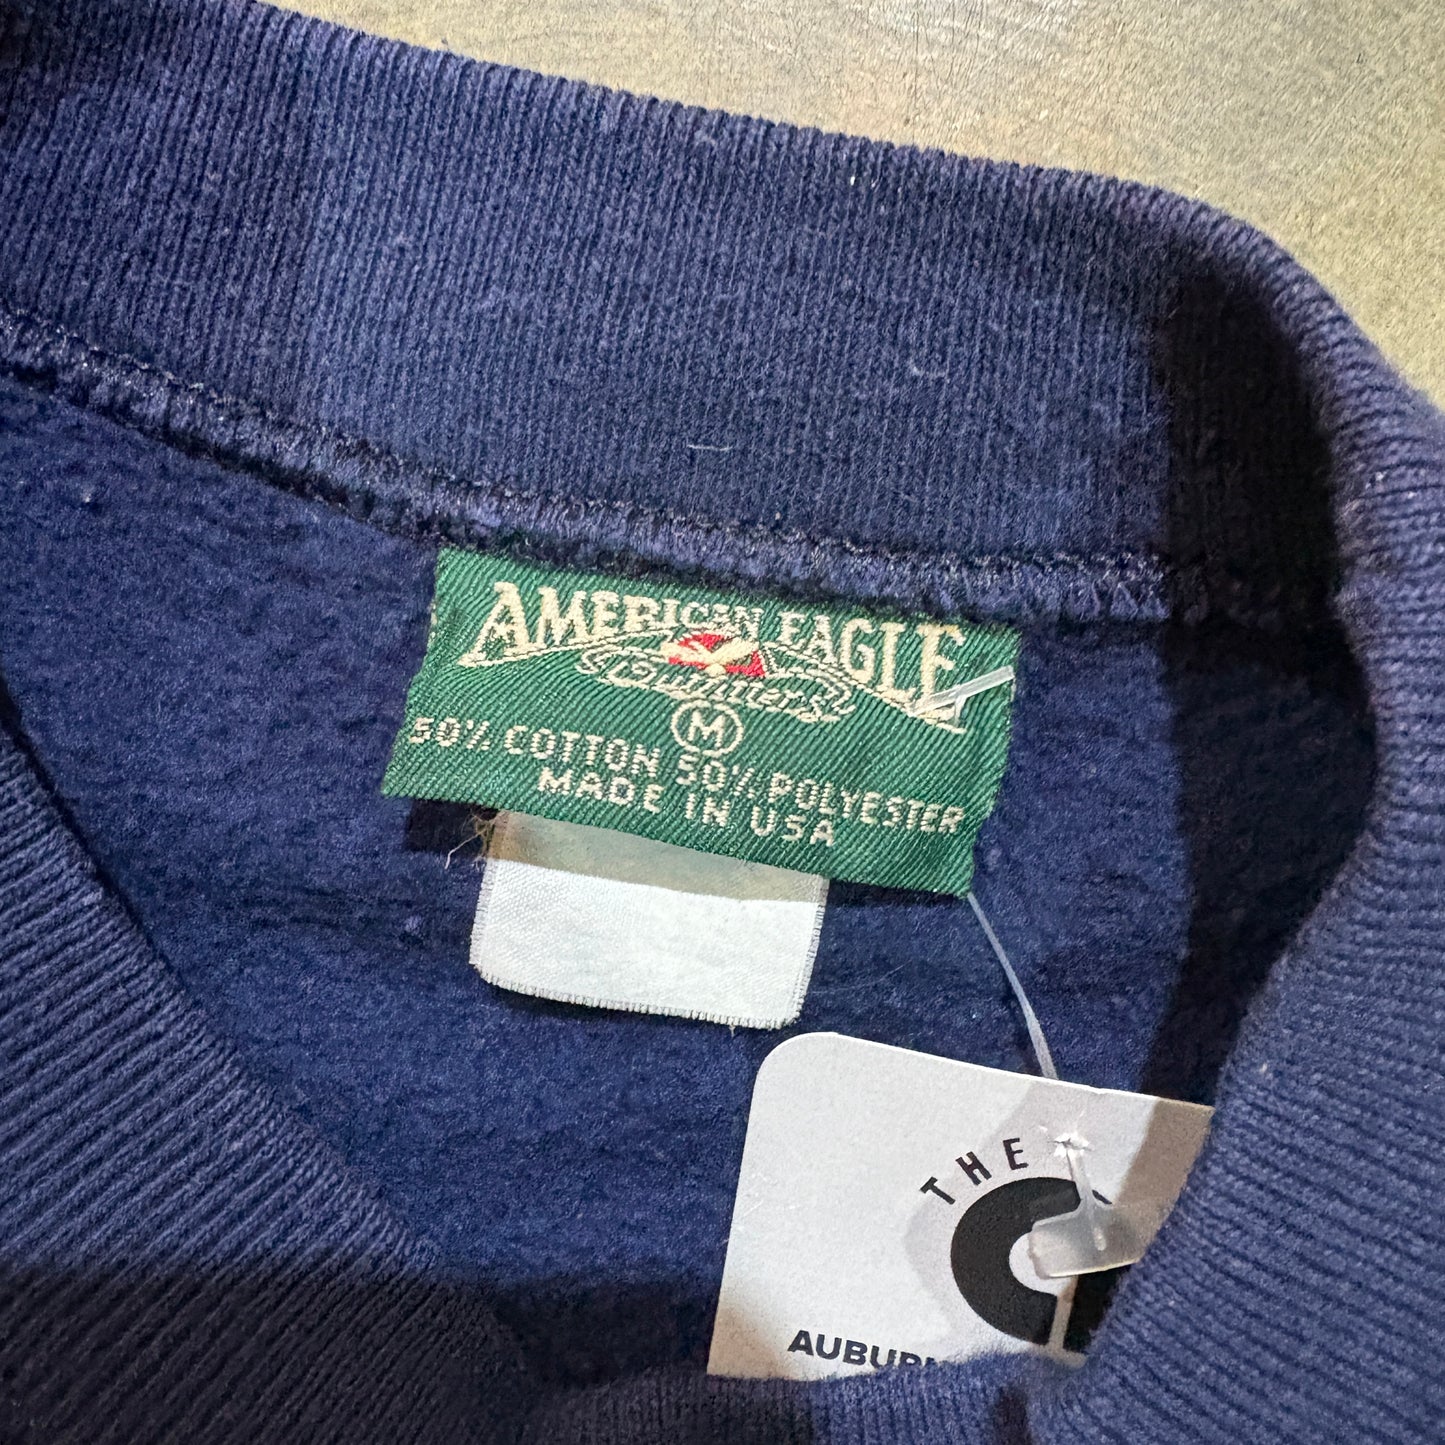 AMERICAN EAGLE
Outfitters
M
50% COTTON 50% POLYESTER
MADE IN USA
THE
AUBURN